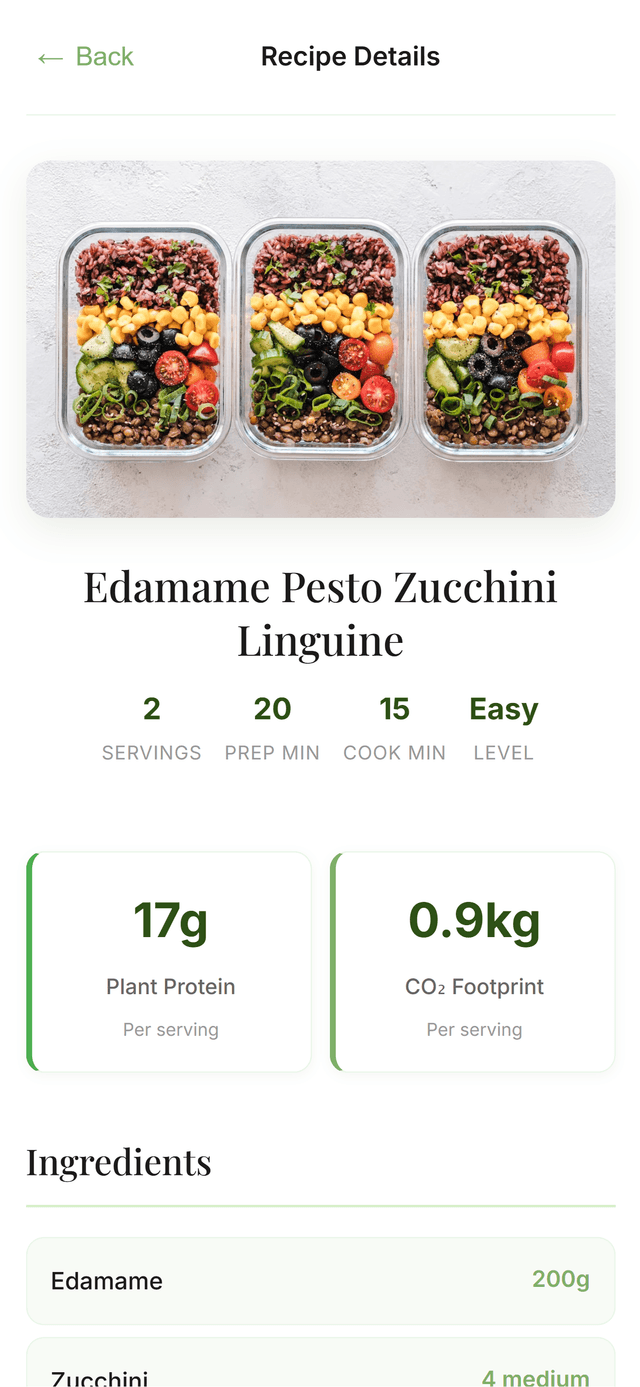 ← Back
Recipe Details
Edamame Pesto Zucchini
Linguine
2 20 15 Easy
SERVINGS PREP MIN COOK MIN LEVEL
17g
Plant Protein
Per serving
0.9kg
CO₂ Footprint
Per serving
Ingredients
Edamame 200g
Zucchini 4 medium